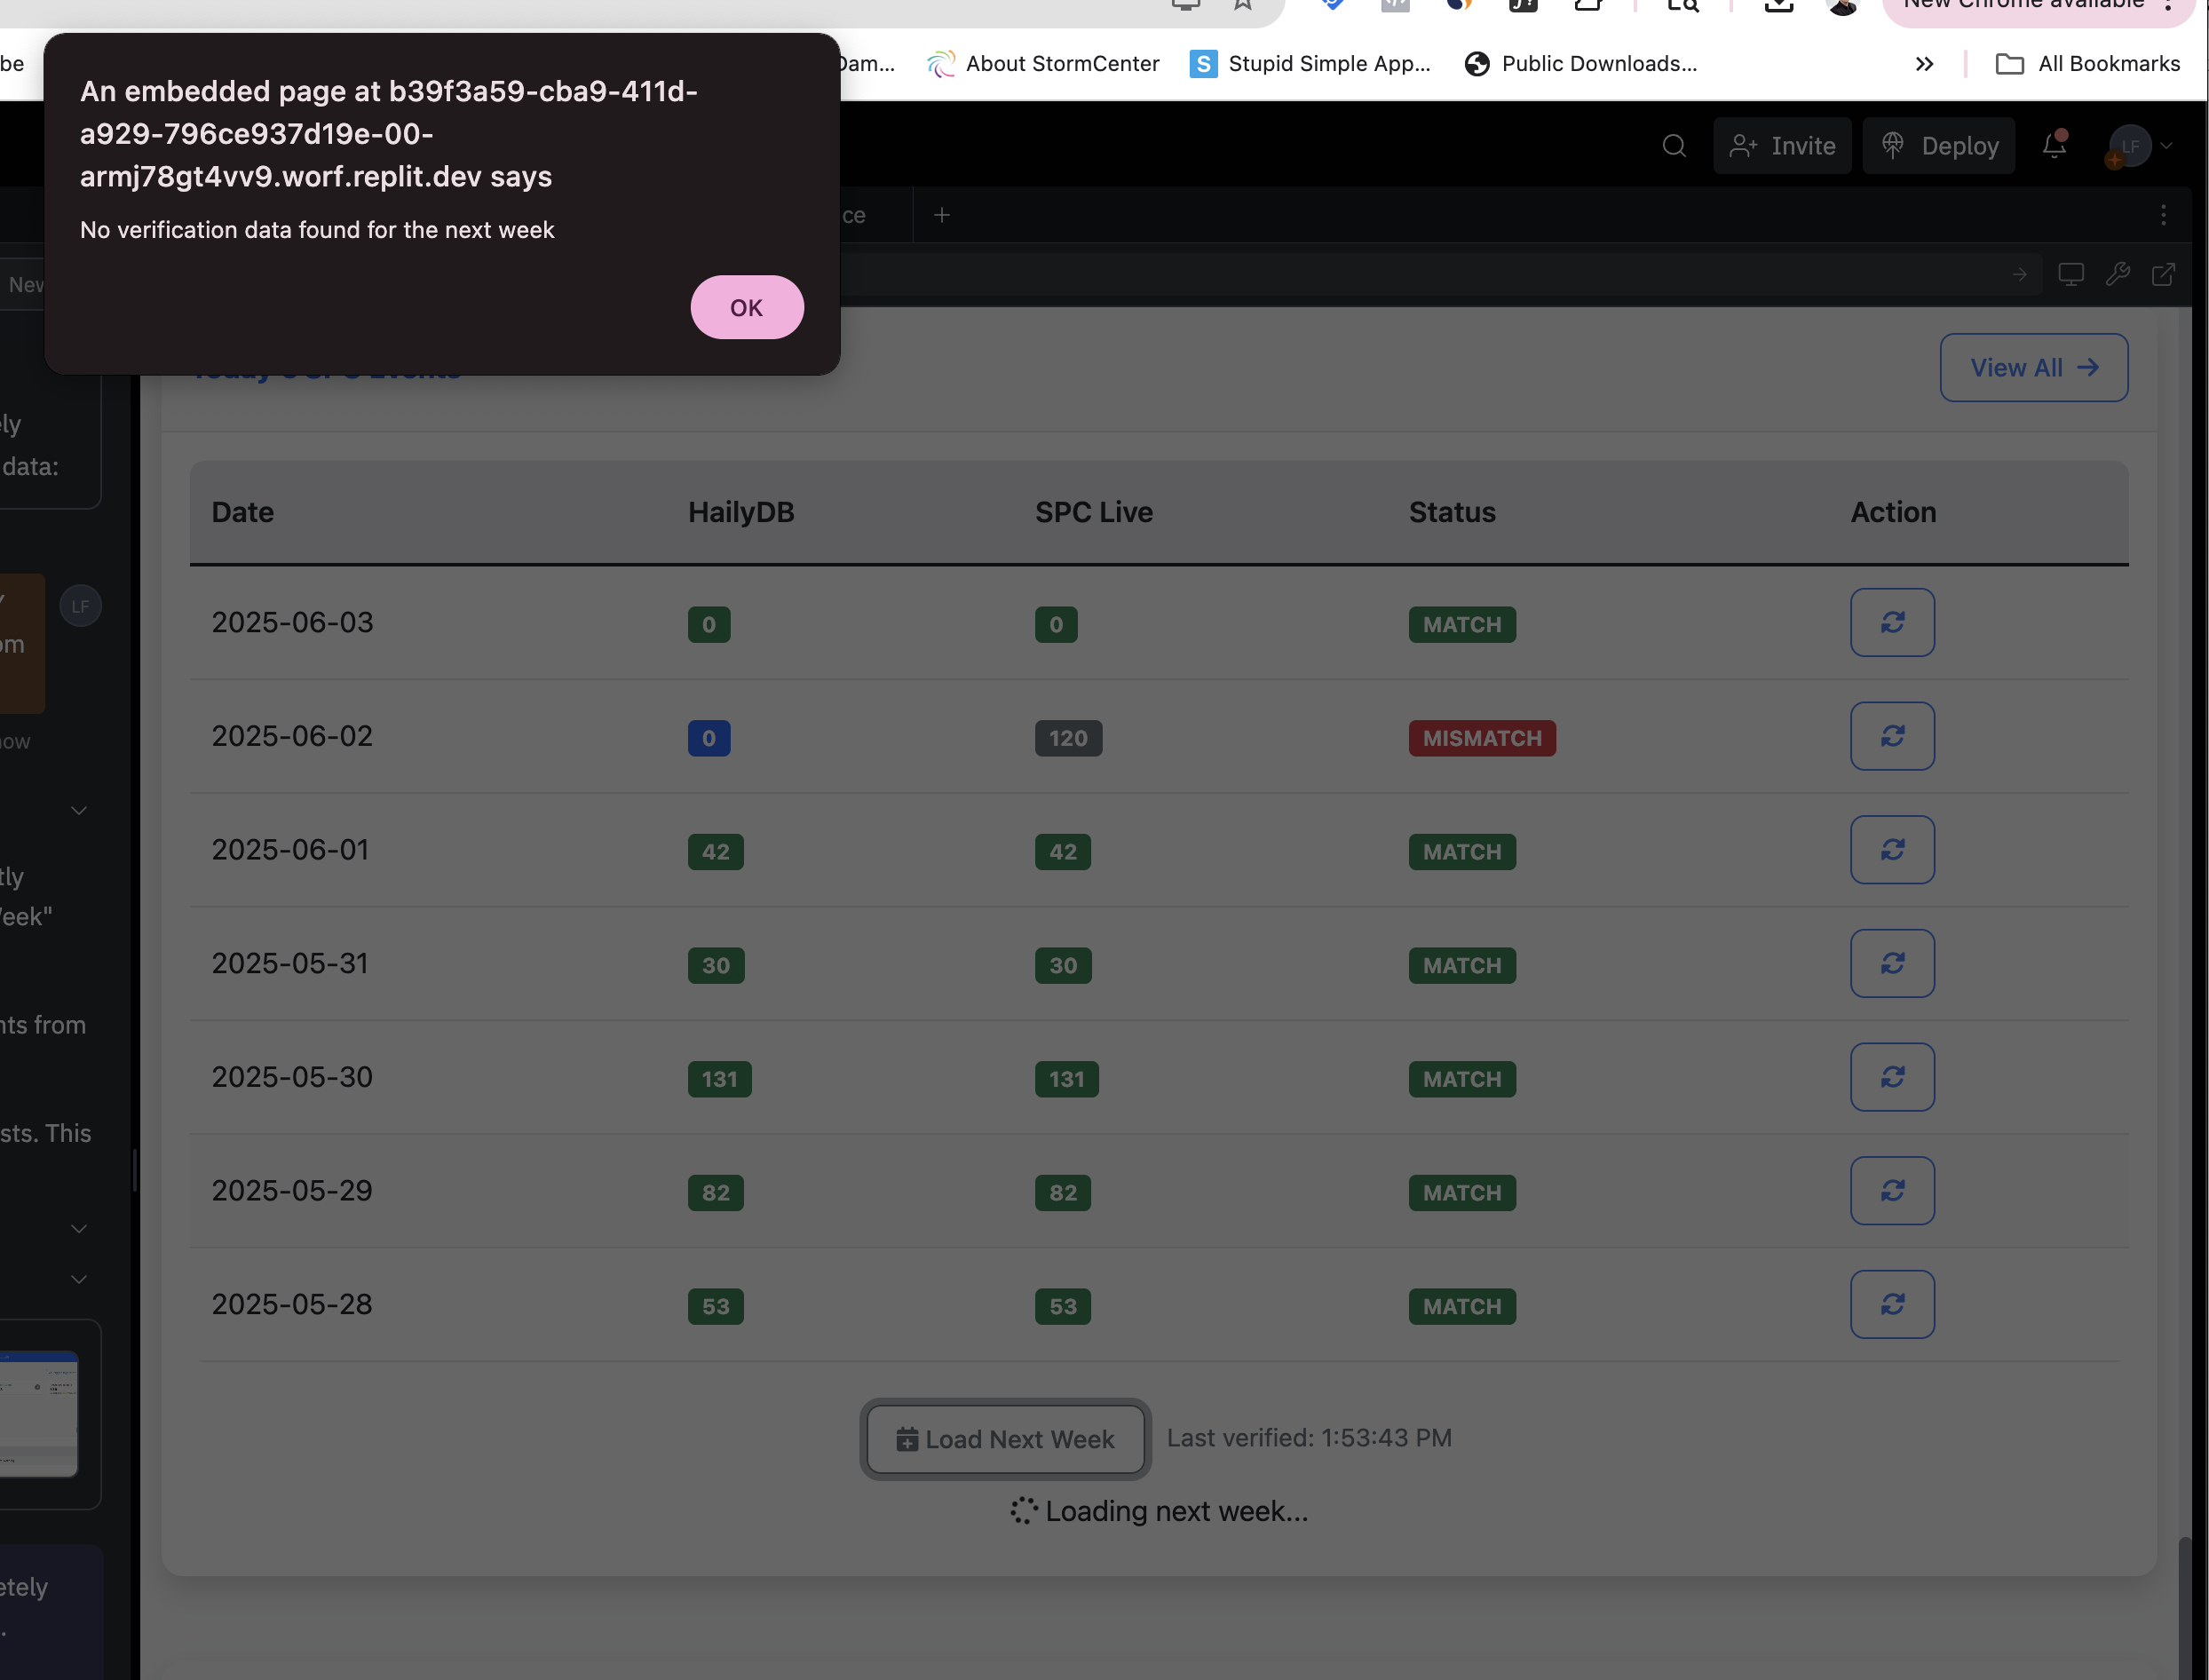 New Chrome available
be
Dam...
About StormCenter
Stupid Simple App...
Public Downloads...
All Bookmarks
An embedded page at b39f3a59-cba9-411d-
a929-796ce937d19e-00-
armj78gt4vv9.worf.replit.dev says
No verification data found for the next week
OK
Invite
Deploy
LF
ce
New
View All
ly
data:
Date HailyDB SPC Live Status Action
2025-06-03 0 0 MATCH
LF
om
2025-06-02 0 120 MISMATCH
now
2025-06-01 42 42 MATCH
tly
eek"
2025-05-31 30 30 MATCH
nts from
2025-05-30 131 131 MATCH
sts. This
2025-05-29 82 82 MATCH
2025-05-28 53 53 MATCH
Load Next Week Last verified: 1:53:43 PM
Loading next week...
etely
.